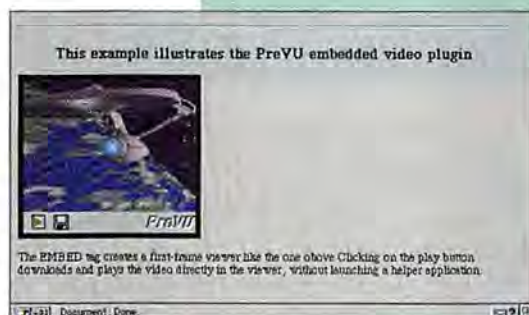 This example illustrates the PreVU embedded video plugin
PreVU
The EMBED tag creates a first-frame viewer like the one above Clicking on the play button
downloads and plays the video directly in the viewer, without launching a helper application.
Document Done